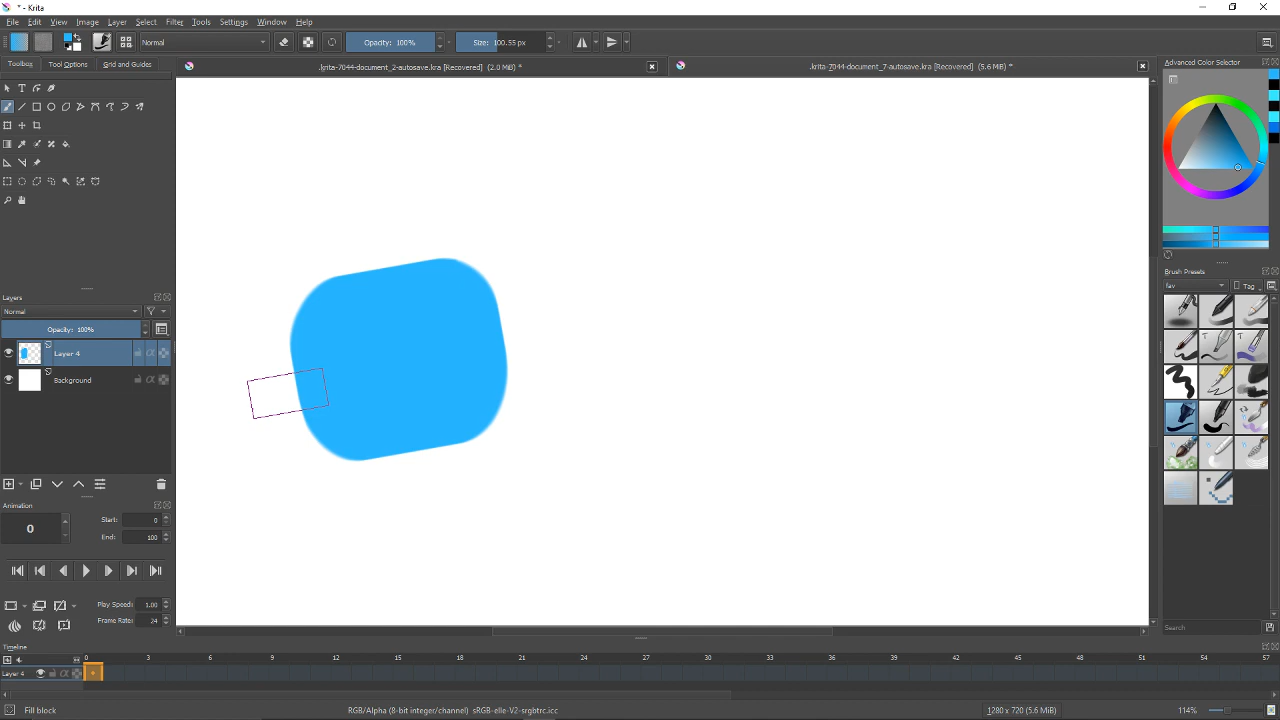 * - Krita
File Edit View Image Layer Select Filter Tools Settings Window Help
Normal Opacity: 100% Size: 100.55 px
Toolbox Tool Options Grid and Guides
.krita-7044-document_2-autosave.kra [Recovered] (2.0 MiB) *
.krita-7044-document_7-autosave.kra [Recovered] (5.6 MiB) *
Advanced Color Selector
Layers
Normal
Opacity: 100%
Layer 4
Background
Animation
0
Start: 0
End: 100
Play Speed: 1.00
Frame Rate: 24
Brush Presets
fav Tag
Search
Timeline
0 3 6 9 12 15 18 21 24 27 30 33 36 39 42 45 48 51 54 57
Layer 4
Fill block RGB/Alpha (8-bit integer/channel) sRGB-elle-V2-srgbtrc.icc 1280 x 720 (5.6 MiB) 114%